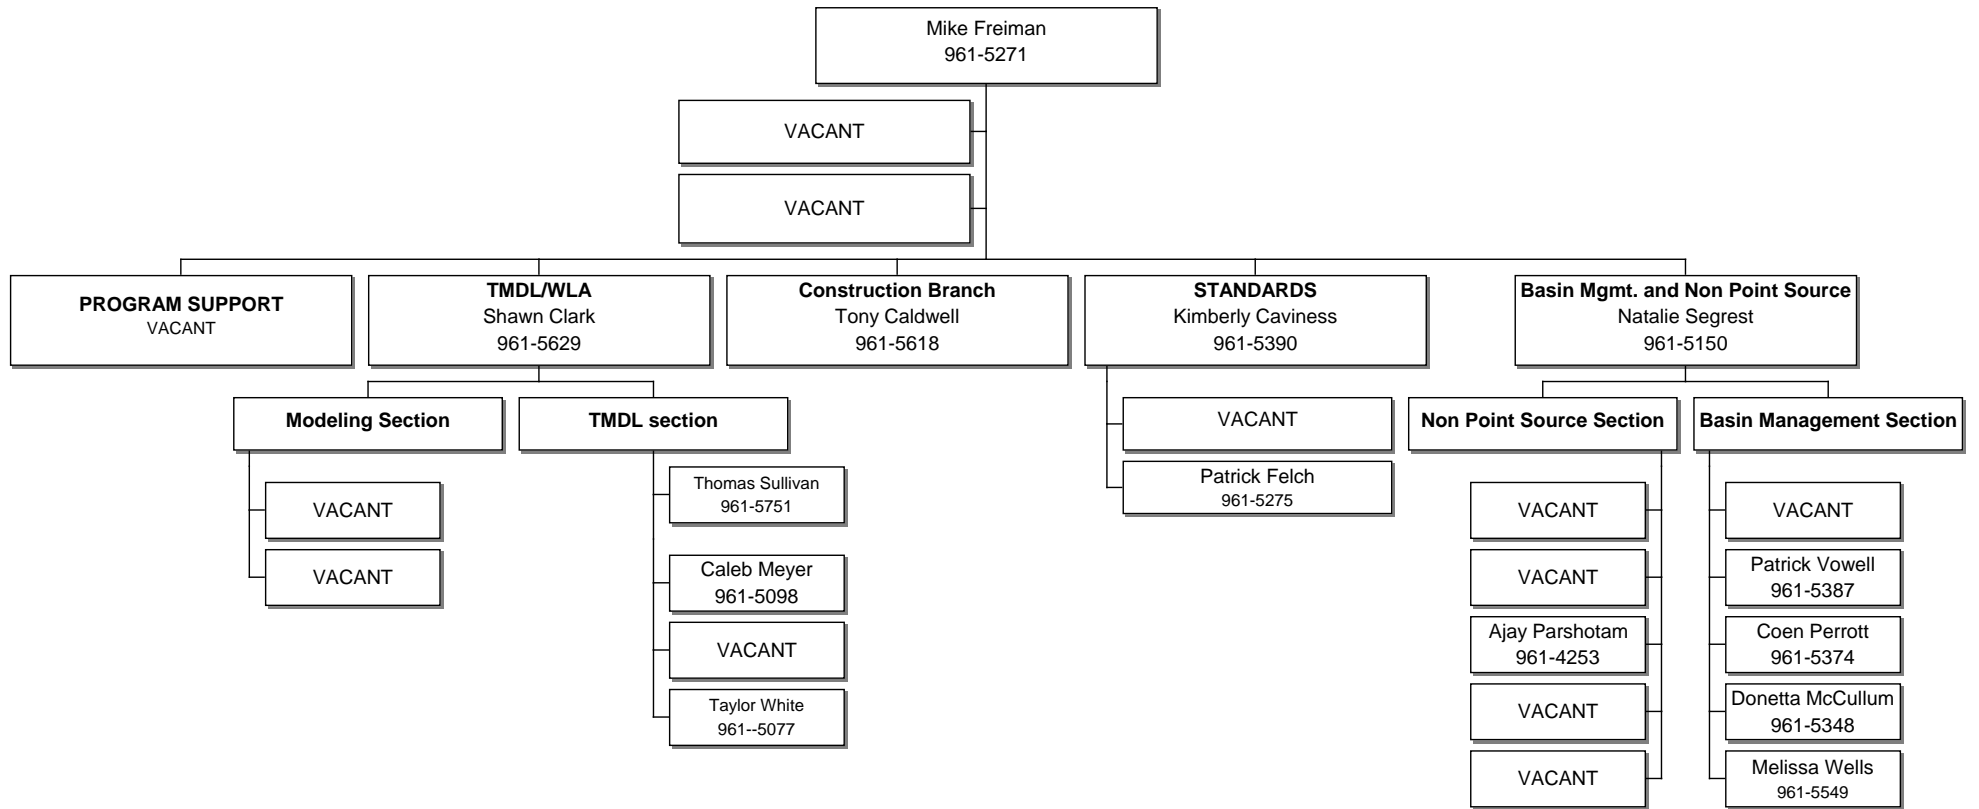 Mike Freiman
961-5271
VACANT
VACANT
PROGRAM SUPPORT
VACANT
TMDL/WLA
Shawn Clark
961-5629
Construction Branch
Tony Caldwell
961-5618
STANDARDS
Kimberly Caviness
961-5390
Basin Mgmt. and Non Point Source
Natalie Segrest
961-5150
Modeling Section
VACANT
VACANT
TMDL section
Thomas Sullivan
961-5751
Caleb Meyer
961-5098
VACANT
Taylor White
961--5077
VACANT
Patrick Felch
961-5275
Non Point Source Section
VACANT
VACANT
Ajay Parshotam
961-4253
VACANT
VACANT
Basin Management Section
VACANT
Patrick Vowell
961-5387
Coen Perrott
961-5374
Donetta McCullum
961-5348
Melissa Wells
961-5549